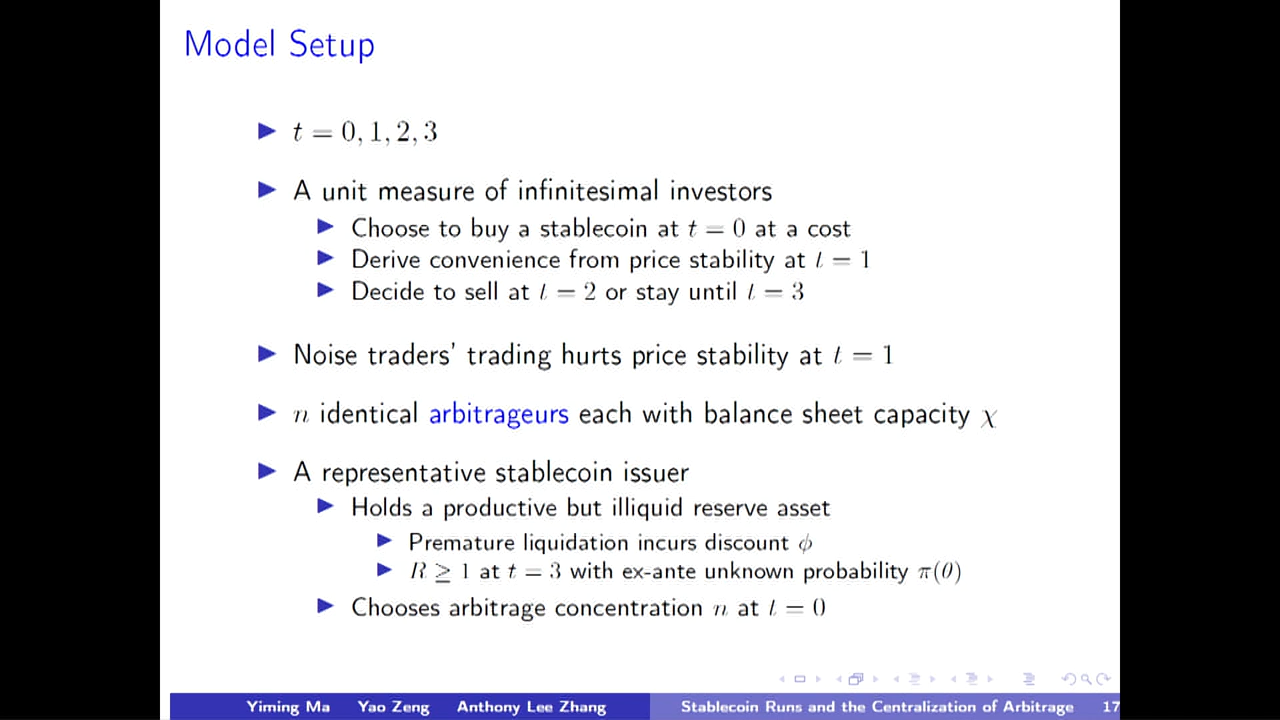 Model Setup
t = 0, 1, 2, 3
A unit measure of infinitesimal investors
Choose to buy a stablecoin at t = 0 at a cost
Derive convenience from price stability at t = 1
Decide to sell at t = 2 or stay until t = 3
Noise traders' trading hurts price stability at t = 1
n identical arbitrageurs each with balance sheet capacity χ
A representative stablecoin issuer
Holds a productive but illiquid reserve asset
Premature liquidation incurs discount ϕ
R ≥ 1 at t = 3 with ex-ante unknown probability π(θ)
Chooses arbitrage concentration n at t = 0
Yiming Ma Yao Zeng Anthony Lee Zhang Stablecoin Runs and the Centralization of Arbitrage 17